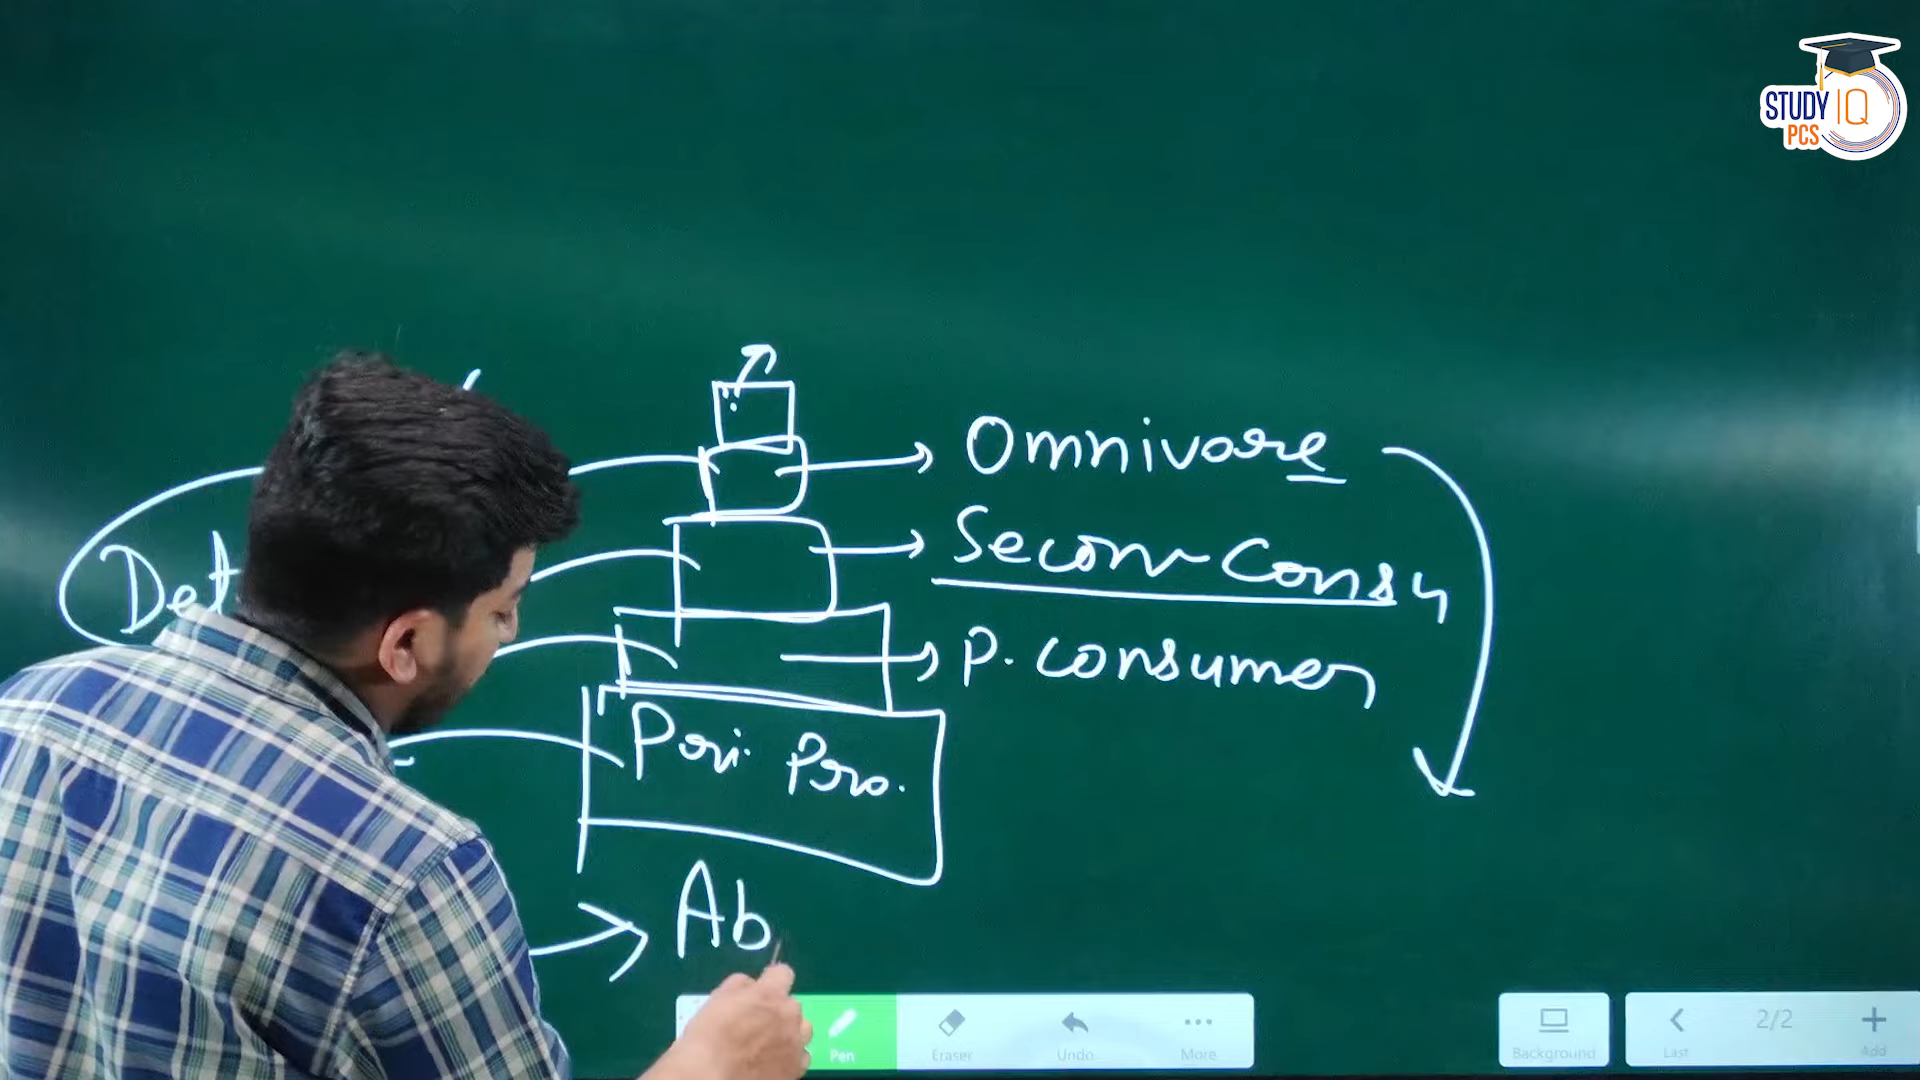 STUDY IQ
PCS
Omnivore
Det
Secon Consu
P. consumer
Pri. Pro.
Ab
Pen
Eraser
Undo
More
Background
Last
2/2
Add